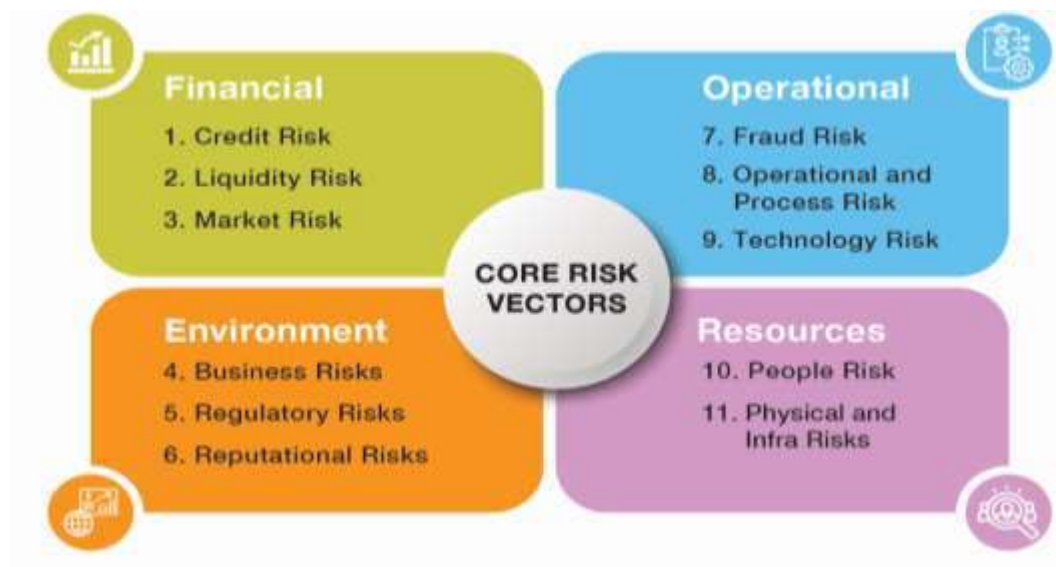 Financial
1. Credit Risk
2. Liquidity Risk
3. Market Risk
Operational
7. Fraud Risk
8. Operational and
Process Risk
9. Technology Risk
CORE RISK
VECTORS
Environment
4. Business Risks
5. Regulatory Risks
6. Reputational Risks
Resources
10. People Risk
11. Physical and
Infra Risks